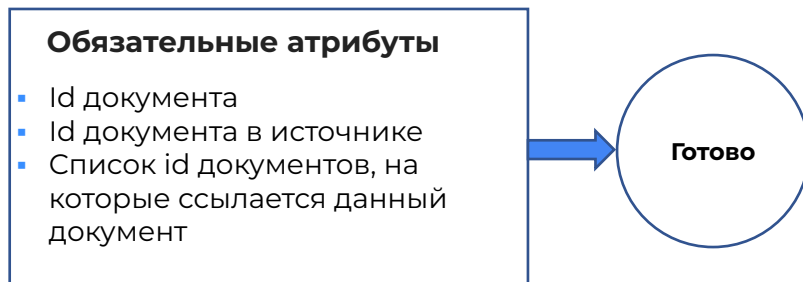 Обязательные атрибуты
Id документа
Id документа в источнике
Список id документов, на
которые ссылается данный
документ
Готово